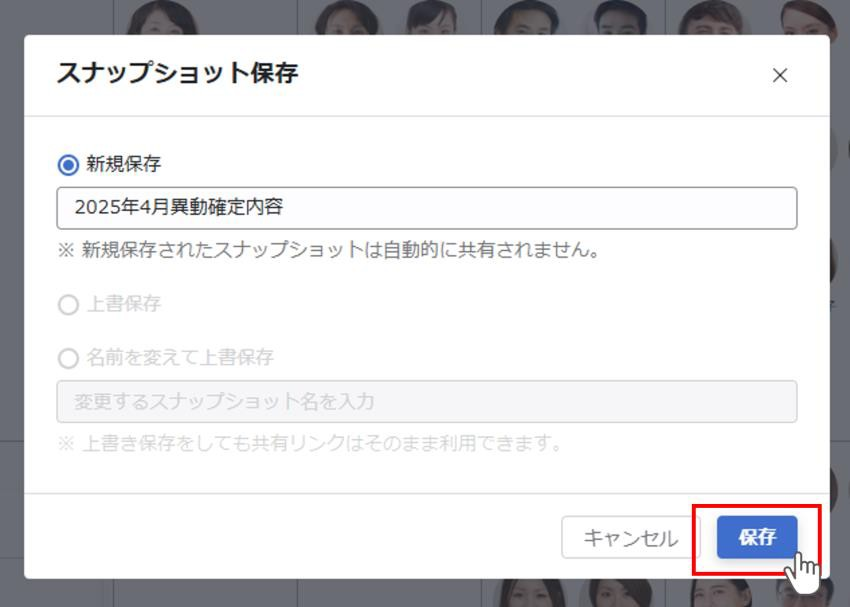 スナップショット保存
新規保存
2025年4月異動確定内容
※ 新規保存されたスナップショットは自動的に共有されません。
上書保存
名前を変えて上書保存
変更するスナップショット名を入力
※ 上書き保存をしても共有リンクはそのまま利用できます。
キャンセル
保存